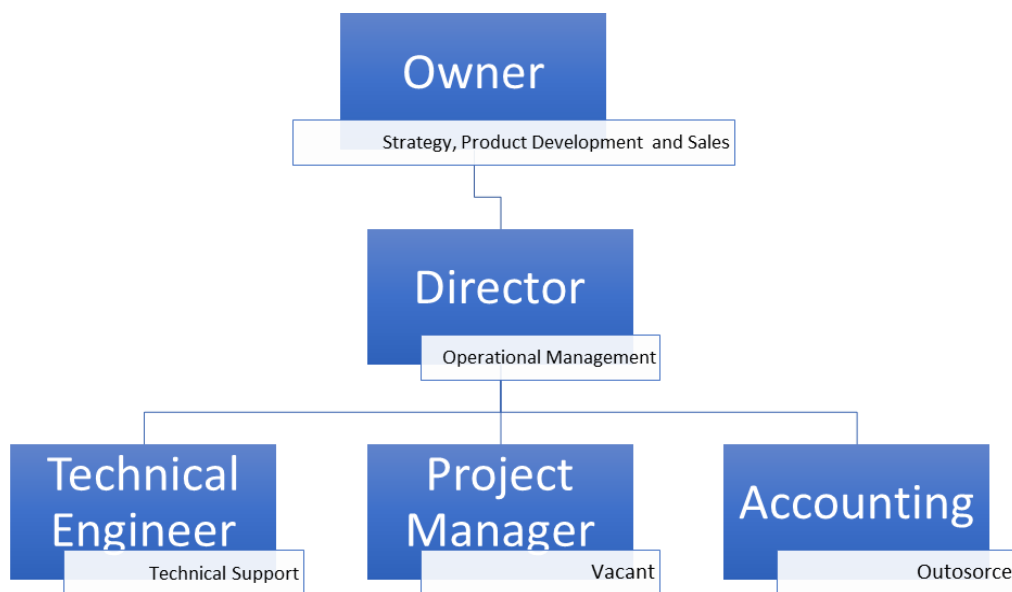 Owner
Strategy, Product Development and Sales
Director
Operational Management
Technical
Engineer
Technical Support
Project
Manager
Vacant
Accounting
Outosorce